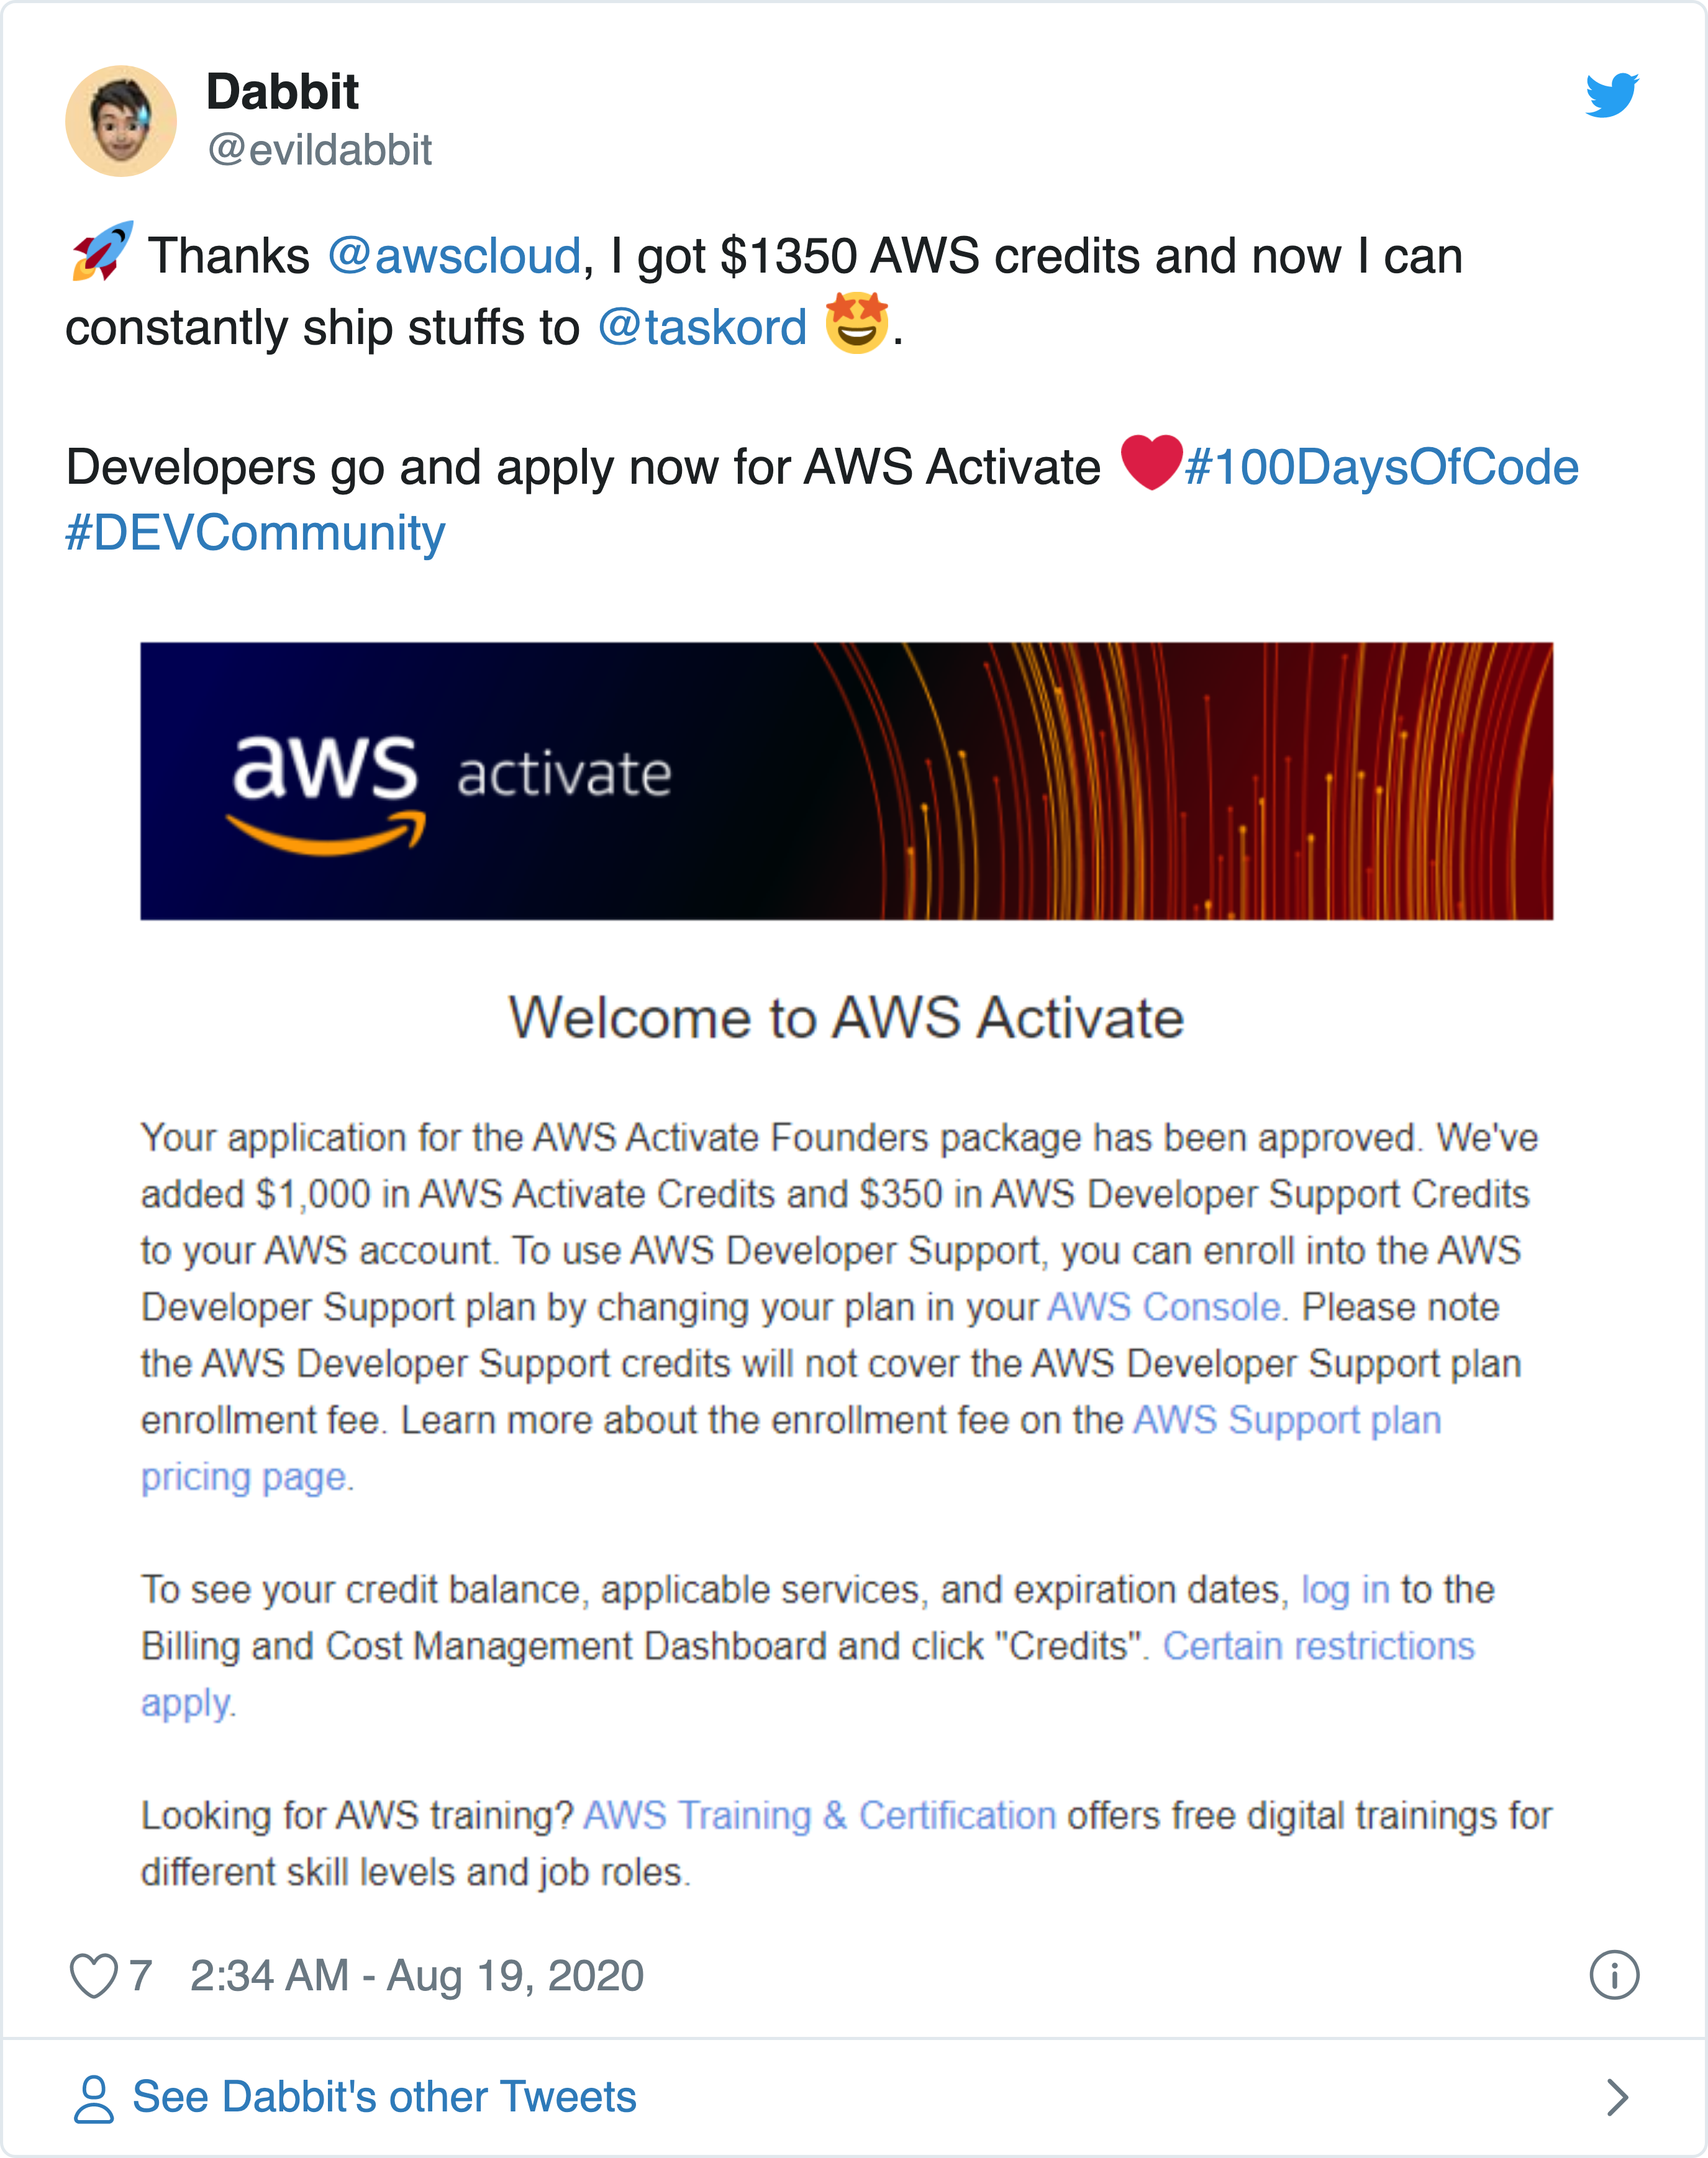 Dabbit
@evildabbit
🚀 Thanks @awscloud, I got $1350 AWS credits and now I can
constantly ship stuffs to @taskord 🤩.
Developers go and apply now for AWS Activate ❤️#100DaysOfCode
#DEVCommunity
aws activate
Welcome to AWS Activate
Your application for the AWS Activate Founders package has been approved. We've
added $1,000 in AWS Activate Credits and $350 in AWS Developer Support Credits
to your AWS account. To use AWS Developer Support, you can enroll into the AWS
Developer Support plan by changing your plan in your AWS Console. Please note
the AWS Developer Support credits will not cover the AWS Developer Support plan
enrollment fee. Learn more about the enrollment fee on the AWS Support plan
pricing page.
To see your credit balance, applicable services, and expiration dates, log in to the
Billing and Cost Management Dashboard and click "Credits". Certain restrictions
apply.
Looking for AWS training? AWS Training & Certification offers free digital trainings for
different skill levels and job roles.
7 2:34 AM - Aug 19, 2020
See Dabbit's other Tweets